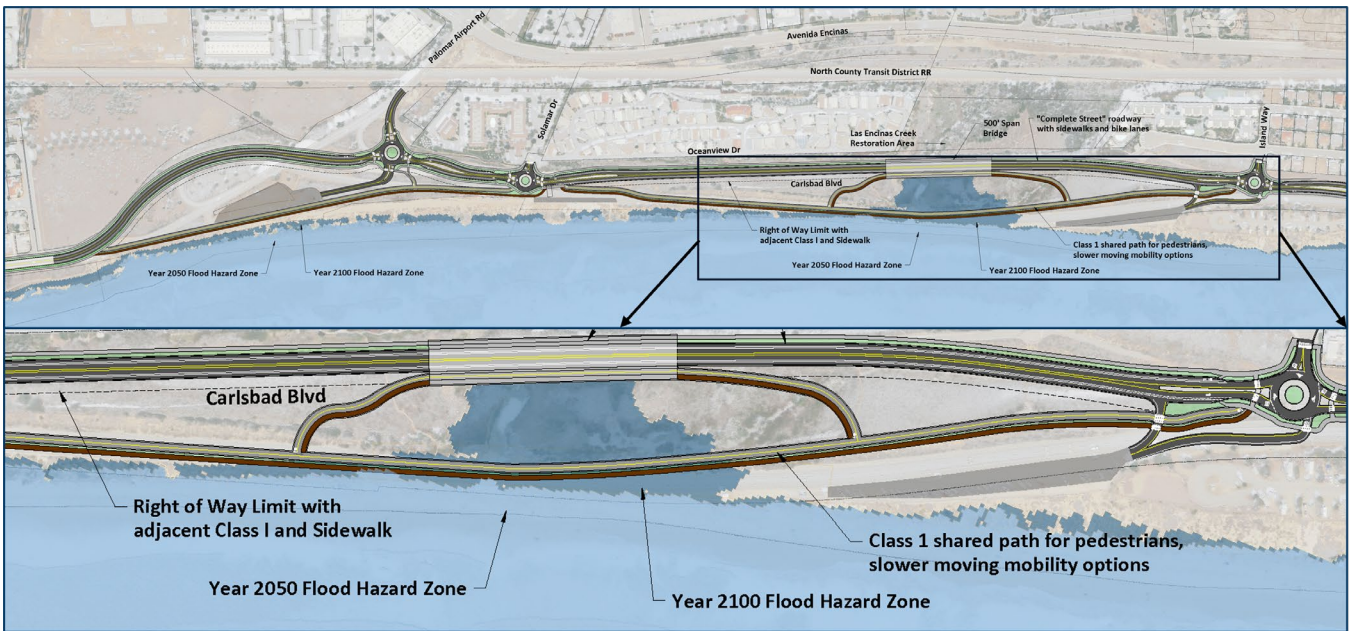 Palomar Airport Rd
Avenida Encinas
North County Transit District RR
Solamar Dr
Island Way
500' Span
Bridge
"Complete Street" roadway
with sidewalks and bike lanes
Las Encinas Creek
Restoration Area
Oceanview Dr
Carlsbad Blvd
Right of Way Limit with
adjacent Class I and Sidewalk
Class 1 shared path for pedestrians,
slower moving mobility options
Year 2050 Flood Hazard Zone
Year 2100 Flood Hazard Zone
Year 2050 Flood Hazard Zone
Year 2100 Flood Hazard Zone
Carlsbad Blvd
Right of Way Limit with
adjacent Class I and Sidewalk
Class 1 shared path for pedestrians,
slower moving mobility options
Year 2050 Flood Hazard Zone
Year 2100 Flood Hazard Zone